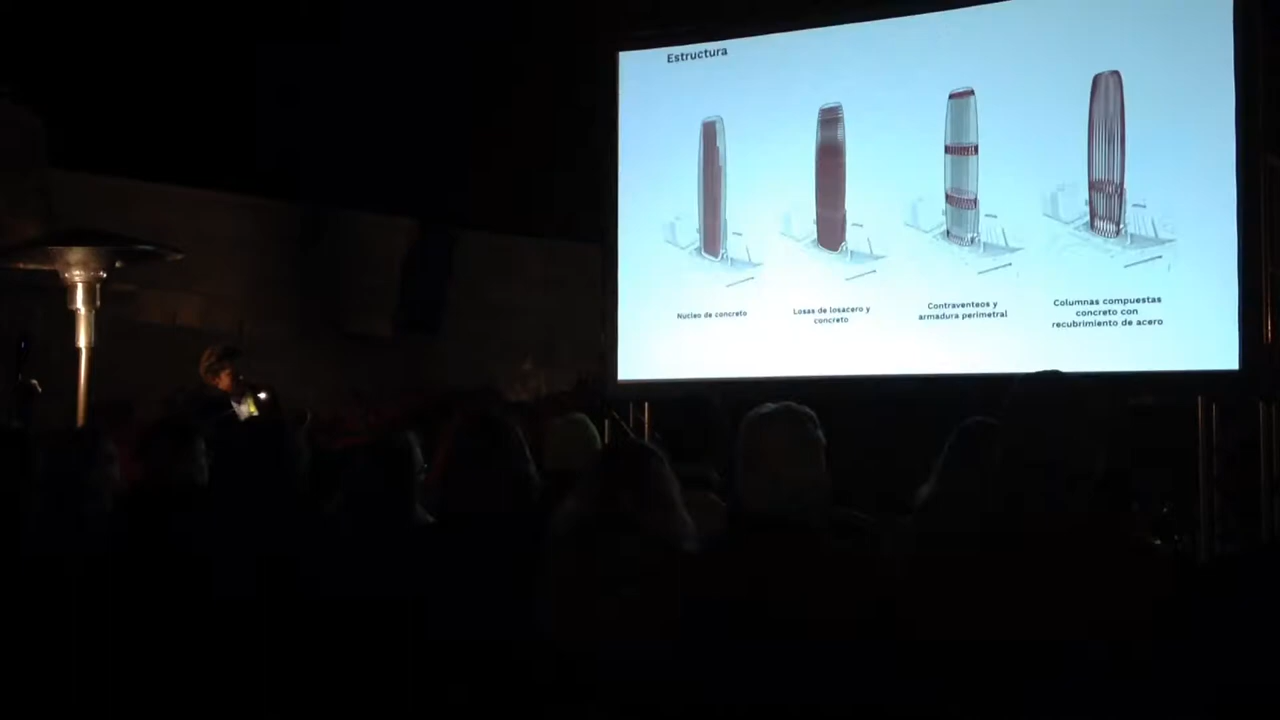 Estructura
Nucleo de concreto
Losas de losacero y
concreto
Contraventeos y
armadura perimetral
Columnas compuestas
concreto con
recubrimiento de acero